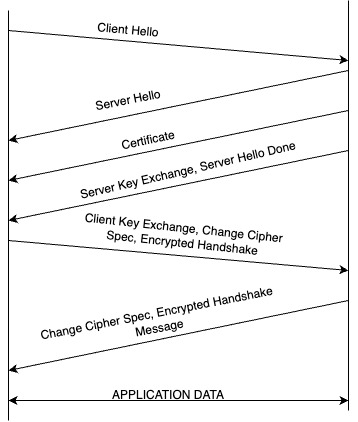 Client Hello
Server Hello
Certificate
Server Key Exchange, Server Hello Done
Client Key Exchange, Change Cipher
Spec, Encrypted Handshake
Change Cipher Spec, Encrypted Handshake
Message
APPLICATION DATA